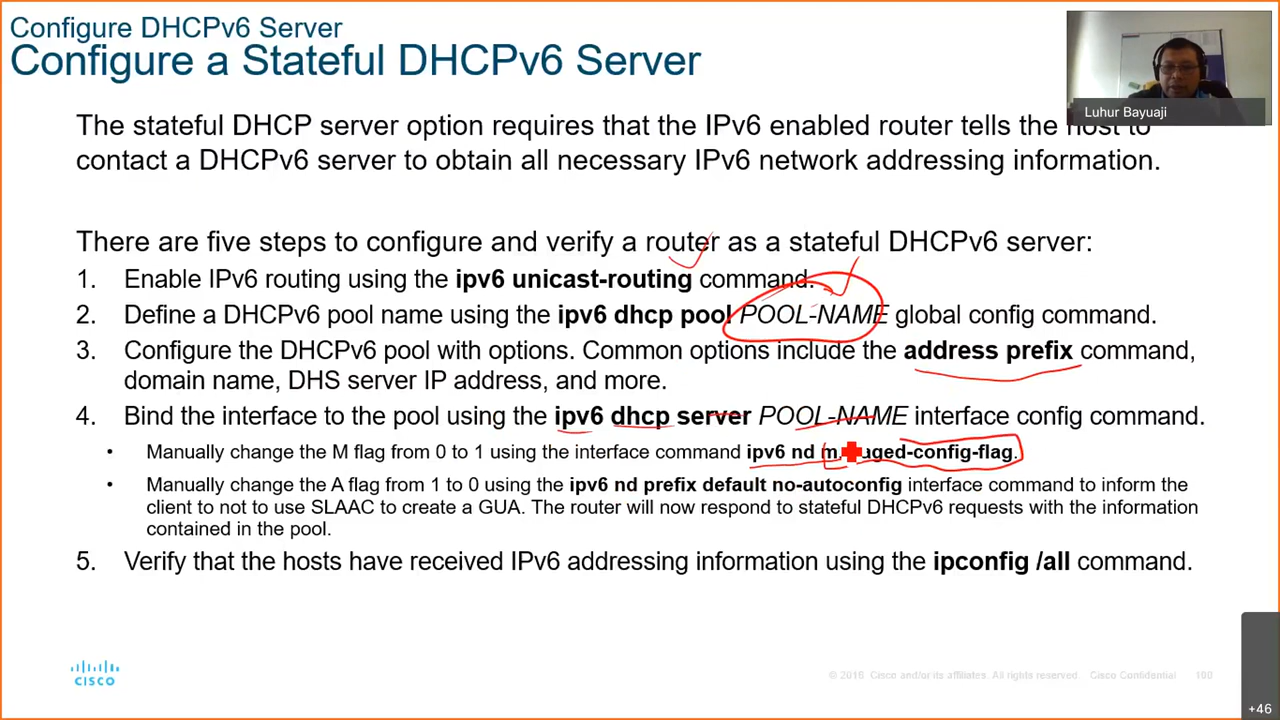 Configure DHCPv6 Server
Configure a Stateful DHCPv6 Server
Luhur Bayuaji
The stateful DHCP server option requires that the IPv6 enabled router tells the host to
contact a DHCPv6 server to obtain all necessary IPv6 network addressing information.
There are five steps to configure and verify a router as a stateful DHCPv6 server:
1. Enable IPv6 routing using the ipv6 unicast-routing command.
2. Define a DHCPv6 pool name using the ipv6 dhcp pool POOL-NAME global config command.
3. Configure the DHCPv6 pool with options. Common options include the address prefix command,
domain name, DHS server IP address, and more.
4. Bind the interface to the pool using the ipv6 dhcp server POOL-NAME interface config command.
• Manually change the M flag from 0 to 1 using the interface command ipv6 nd managed-config-flag.
• Manually change the A flag from 1 to 0 using the ipv6 nd prefix default no-autoconfig interface command to inform the
client to not to use SLAAC to create a GUA. The router will now respond to stateful DHCPv6 requests with the information
contained in the pool.
5. Verify that the hosts have received IPv6 addressing information using the ipconfig /all command.
CISCO
© 2016 Cisco and/or its affiliates. All rights reserved. Cisco Confidential 100
+46